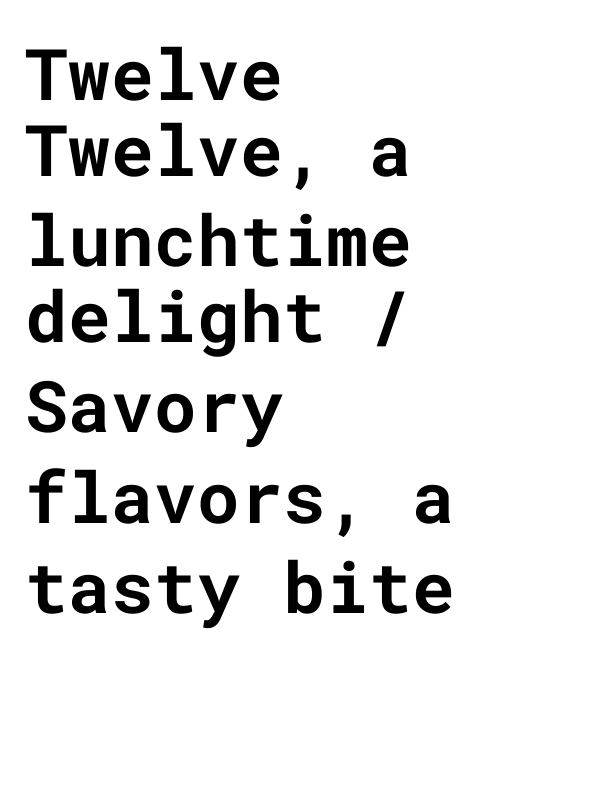 Twelve
Twelve, a
lunchtime
delight /
Savory
flavors, a
tasty bite